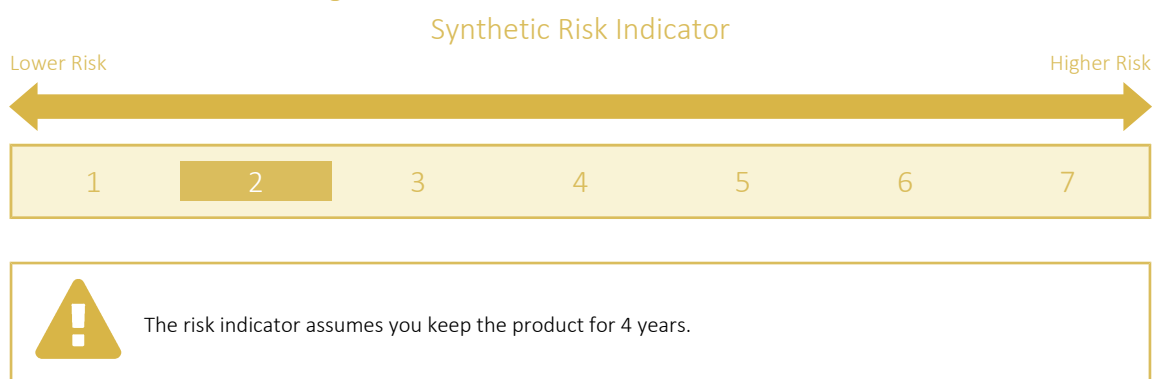 Synthetic Risk Indicator
Lower Risk Higher Risk
1 2 3 4 5 6 7
The risk indicator assumes you keep the product for 4 years.